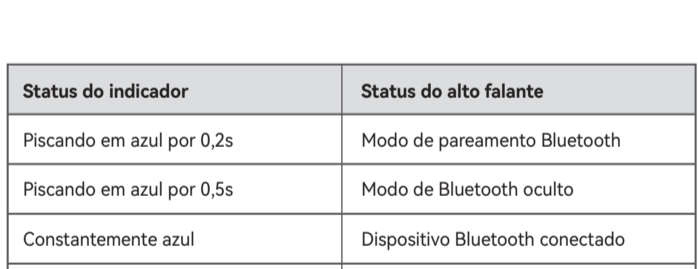 Status do indicador
Status do alto falante
Piscando em azul por 0,2s
Modo de pareamento Bluetooth
Piscando em azul por 0,5s
Modo de Bluetooth oculto
Constantemente azul
Dispositivo Bluetooth conectado